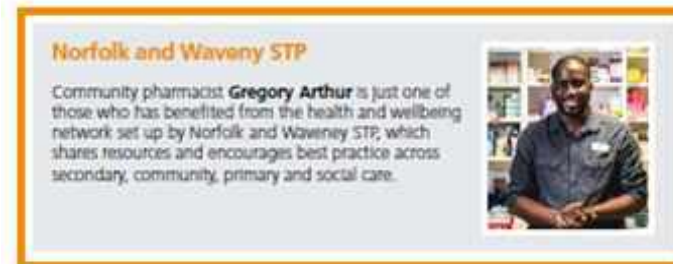 Norfolk and Waveny STP
Community pharmacist Gregory Arthur is just one of
those who has benefited from the health and wellbeing
network set up by Norfolk and Waveney STP, which
shares resources and encourages best practice across
secondary, community, primary and social care.